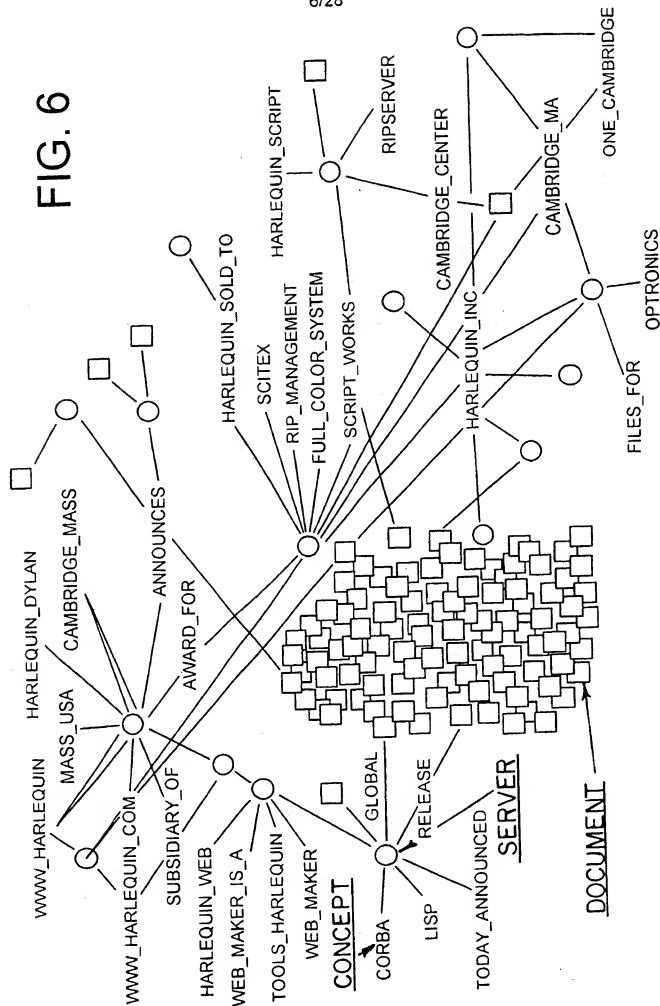 6/28
FIG. 6
WWW_HARLEQUIN
MASS_USA
HARLEQUIN_DYLAN
CAMBRIDGE_MASS
WWW_HARLEQUIN_COM
SUBSIDIARY_OF
ANNOUNCES
AWARD_FOR
HARLEQUIN_SOLD_TO
SCITEX
RIP_MANAGEMENT
FULL_COLOR_SYSTEM
SCRIPT_WORKS
HARLEQUIN_SCRIPT
RIPSERVER
CAMBRIDGE_CENTER
HARLEQUIN_INC
CAMBRIDGE_MA
ONE_CAMBRIDGE
FILES_FOR
OPTRONICS
HARLEQUIN_WEB
WEB_MAKER_IS_A
TOOLS_HARLEQUIN
WEB_MAKER
CONCEPT
CORBA
GLOBAL
LISP
RELEASE
TODAY_ANNOUNCED
SERVER
DOCUMENT